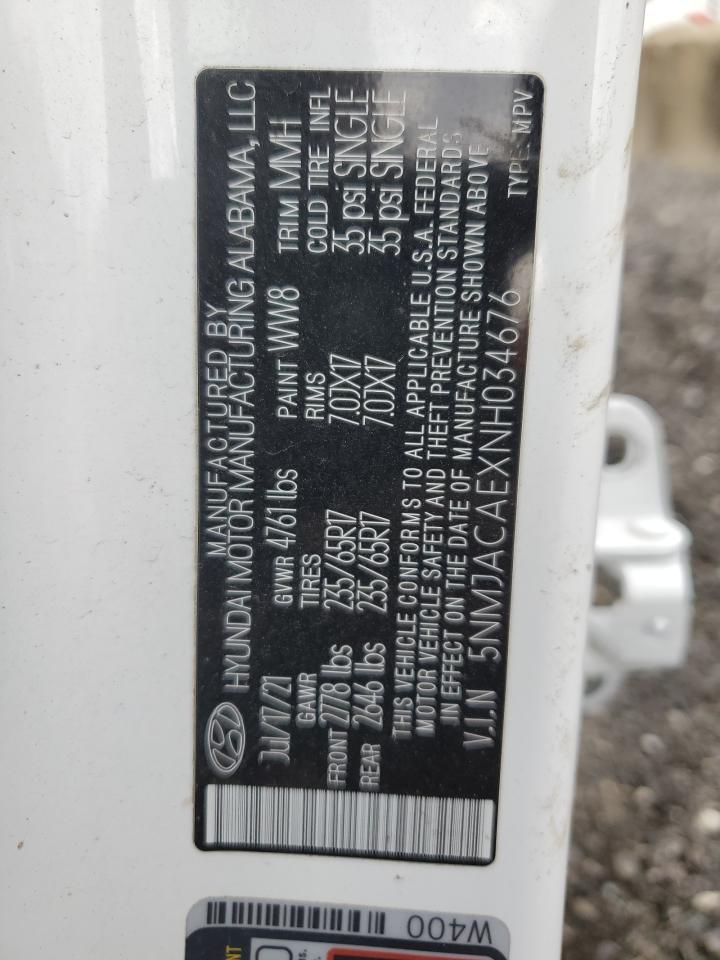 MANUFACTURED BY
HYUNDAI MOTOR MANUFACTURING ALABAMA, LLC
Jul/17/21 GVWR 4761 lbs PAINT WW8 TRIM MMH
GAWR TIRES RIMS COLD TIRE INFL
FRONT 2778 lbs 235/65R17 7.0JX17 35 psi SINGLE
REAR 2646 lbs 235/65R17 7.0JX17 35 psi SINGLE
THIS VEHICLE CONFORMS TO ALL APPLICABLE U.S.A. FEDERAL
MOTOR VEHICLE SAFETY AND THEFT PREVENTION STANDARDS
IN EFFECT ON THE DATE OF MANUFACTURE SHOWN ABOVE
V.I.N 5NMJACAEXNH034676 TYPE: MPV
W400